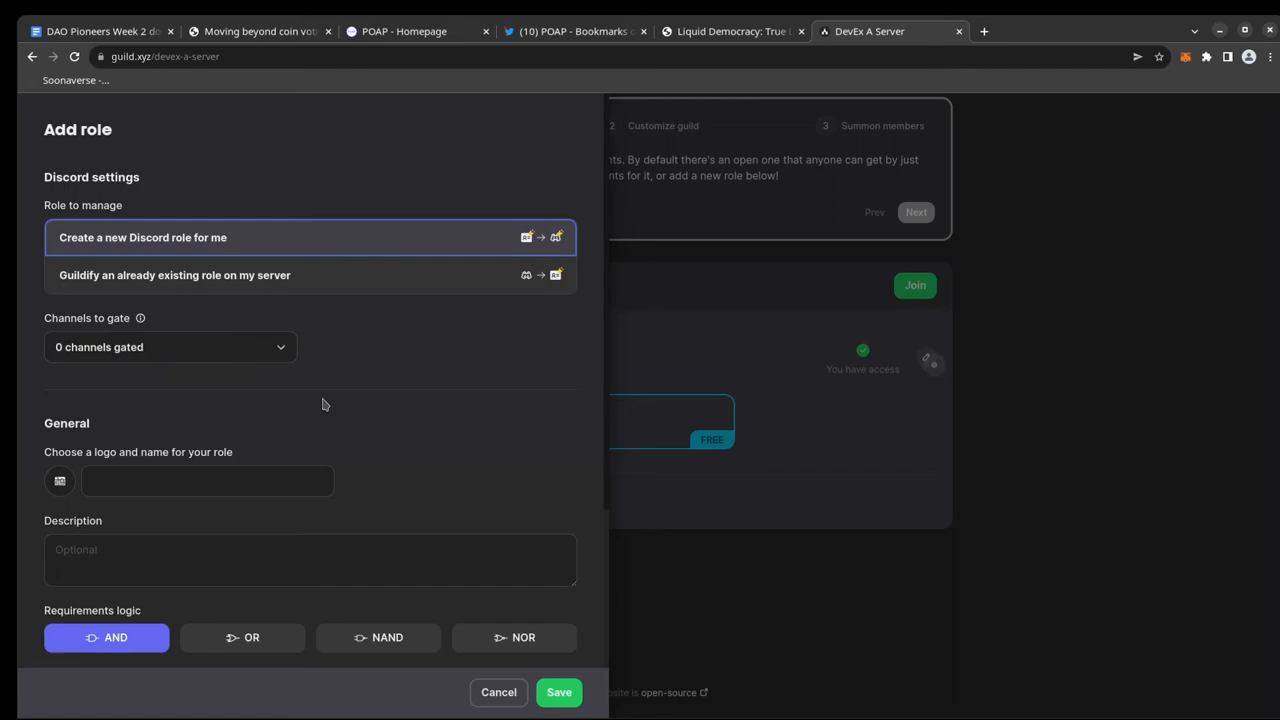 DAO Pioneers Week 2 do
Moving beyond coin voti
POAP - Homepage
(10) POAP - Bookmarks o
Liquid Democracy: True D
DevEx A Server
guild.xyz/devex-a-server
Soonaverse -...
Add role
Discord settings
Role to manage
Create a new Discord role for me
Guildify an already existing role on my server
Channels to gate
0 channels gated
General
Choose a logo and name for your role
Description
Optional
Requirements logic
AND
OR
NAND
NOR
Cancel
Save
2 Customize guild
3 Summon members
nts. By default there's an open one that anyone can get by just
ents for it, or add a new role below!
Prev
Next
Join
You have access
FREE
site is open-source